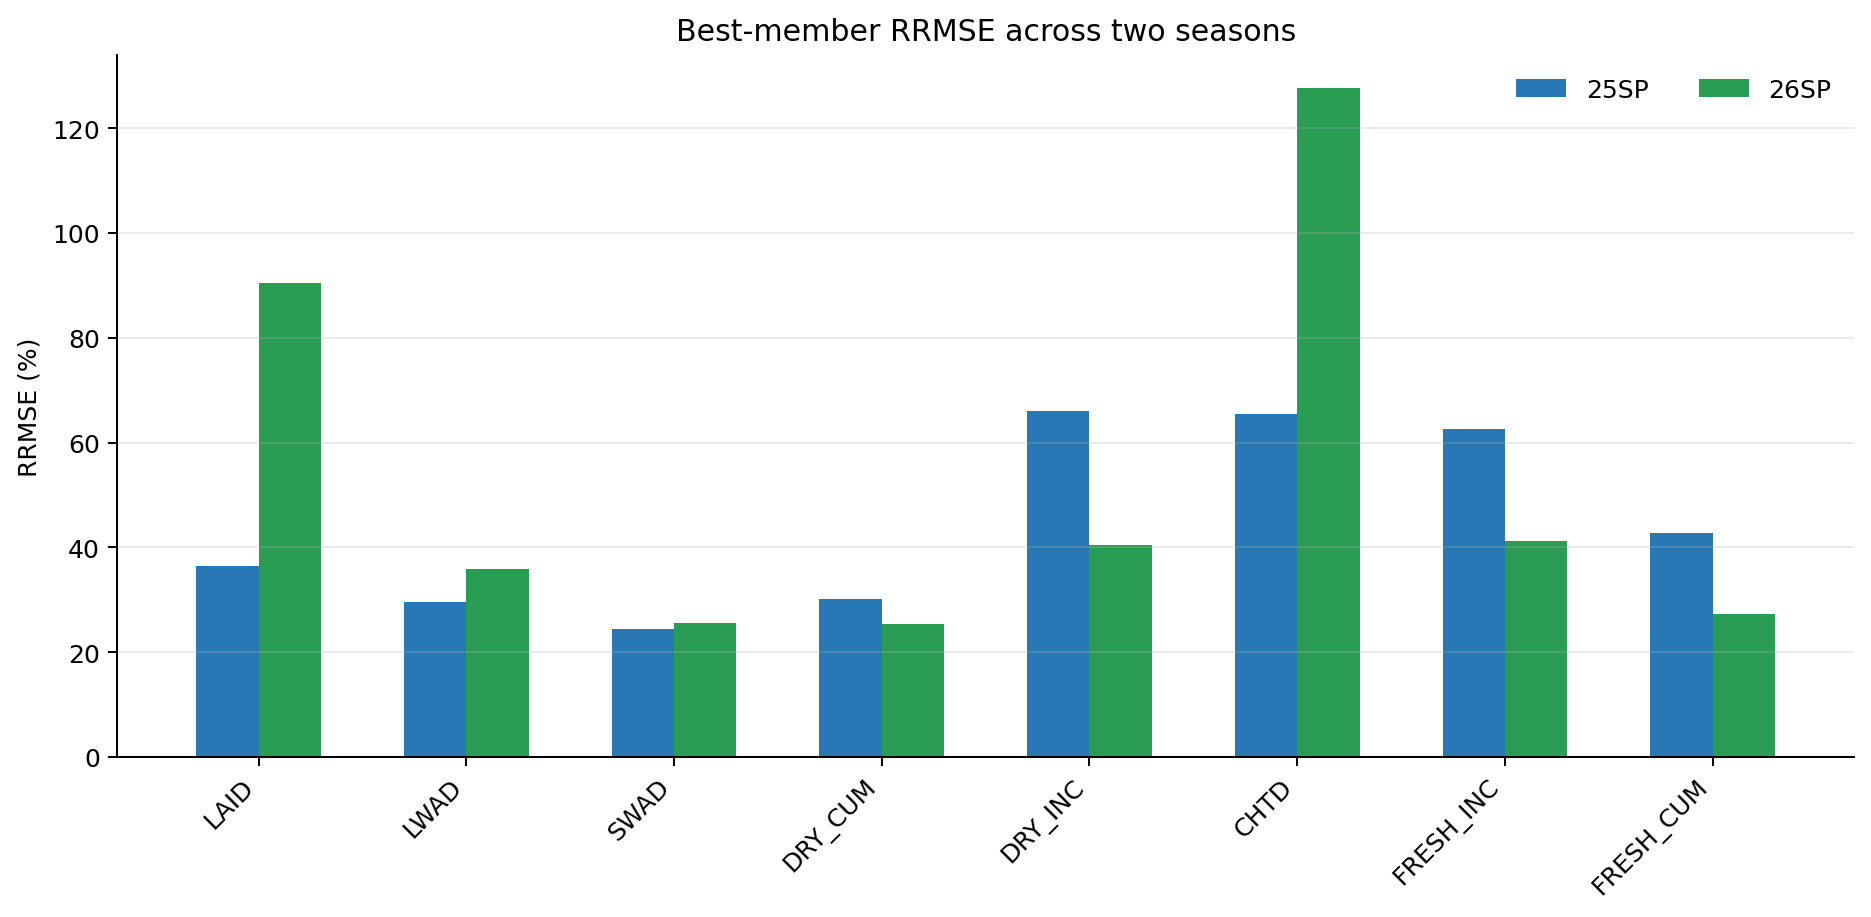 Best-member RRMSE across two seasons
25SP 26SP
RRMSE (%)
120
100
80
60
40
20
0
LAID LWAD SWAD DRY_CUM DRY_INC CHTD FRESH_INC FRESH_CUM